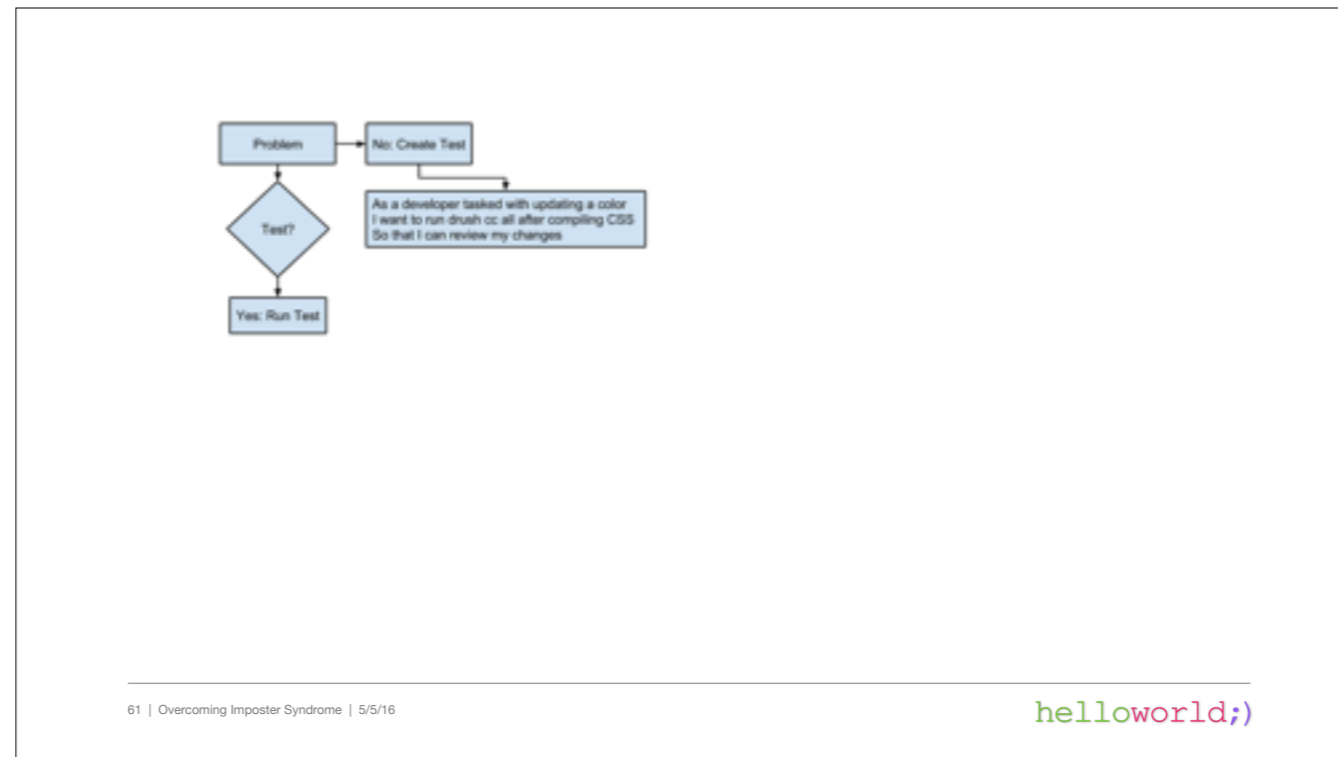 Problem
No: Create Test
As a developer tasked with updating a color
I want to run drush cc all after compiling CSS
So that I can review my changes
Test?
Yes: Run Test
61 | Overcoming Imposter Syndrome | 5/5/16
helloworld;)